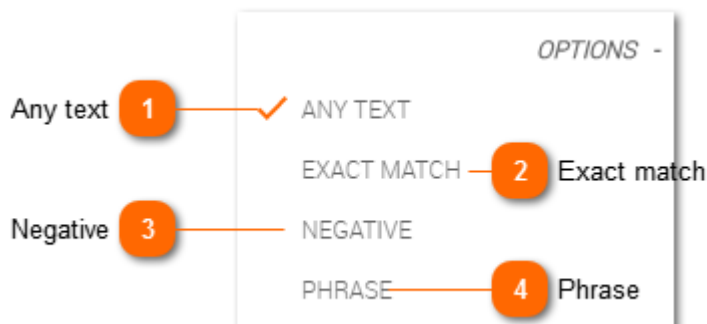 OPTIONS -
Any text 1 ANY TEXT
EXACT MATCH 2 Exact match
Negative 3 NEGATIVE
PHRASE 4 Phrase